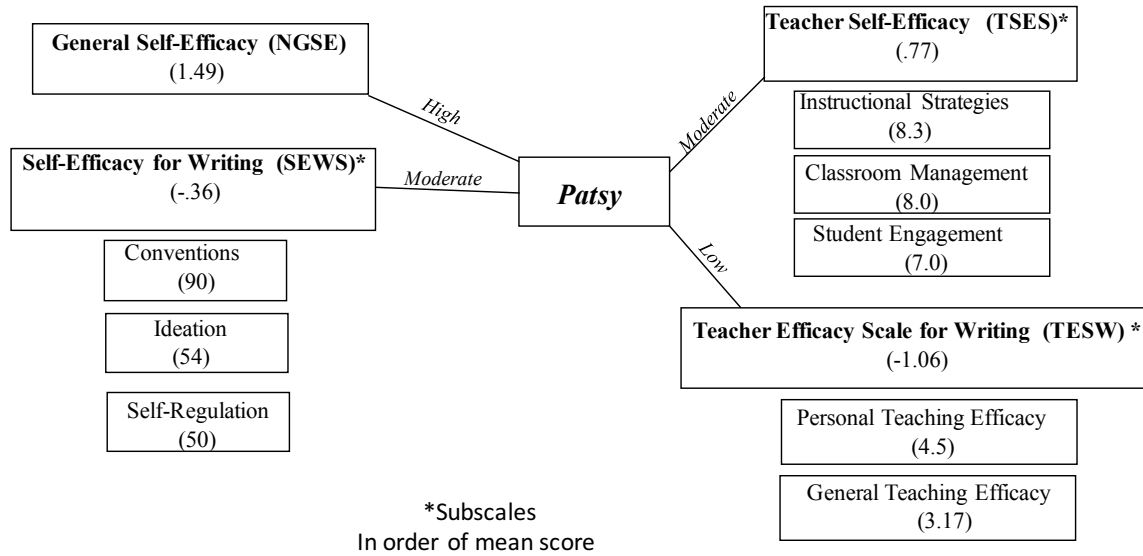 General Self-Efficacy (NGSE)
(1.49)
High
Self-Efficacy for Writing (SEWS)*
(-.36)
Moderate
Conventions
(90)
Ideation
(54)
Self-Regulation
(50)
Patsy
Teacher Self-Efficacy (TSES)*
(.77)
Moderate
Instructional Strategies
(8.3)
Classroom Management
(8.0)
Student Engagement
(7.0)
Low
Teacher Efficacy Scale for Writing (TESW) *
(-1.06)
Personal Teaching Efficacy
(4.5)
General Teaching Efficacy
(3.17)
*Subscales
In order of mean score